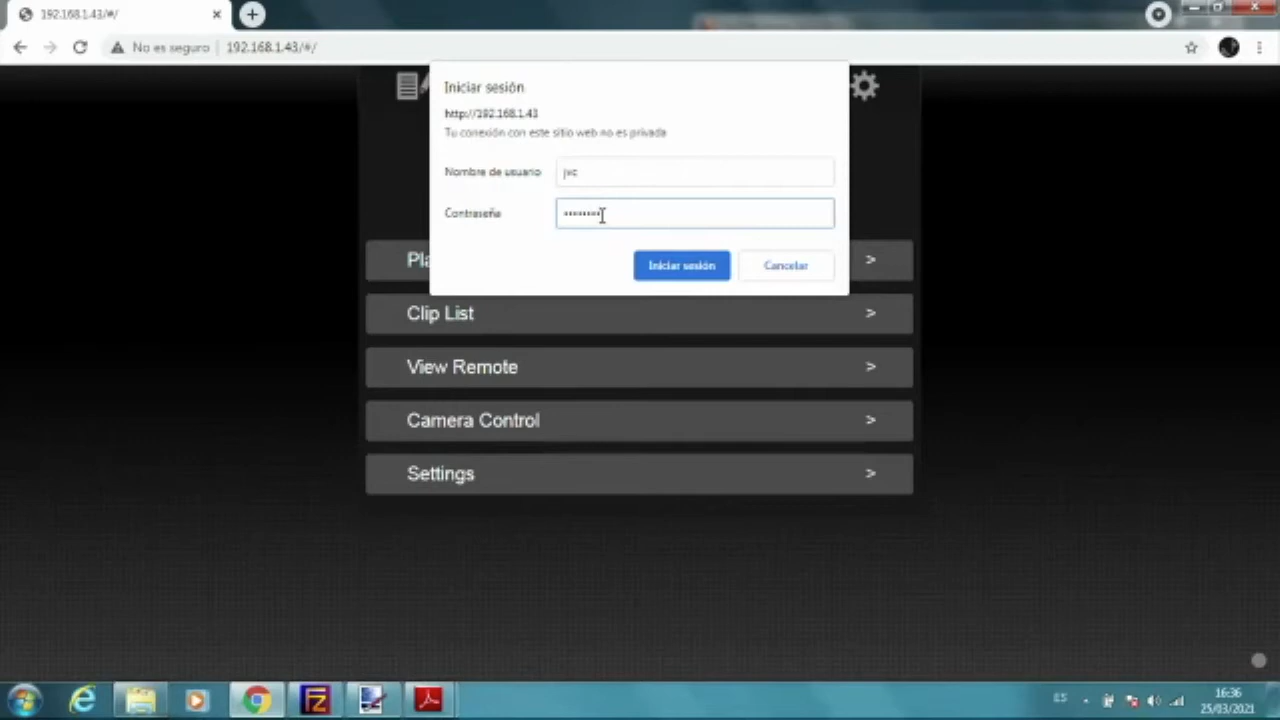 192.168.1.43/#/
No es seguro
192.168.1.43/#/
Iniciar sesión
http://192.168.1.43
Tu conexión con este sitio web no es privada
Nombre de usuario
jvc
Contraseña
Iniciar sesión
Cancelar
Pla
>
Clip List
>
View Remote
>
Camera Control
>
Settings
>
ES
16:36
25/03/2021